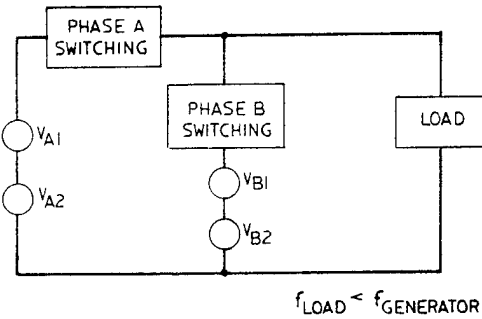 PHASE A
SWITCHING
PHASE B
SWITCHING
LOAD
VA1
VA2
VB1
VB2
fLOAD < fGENERATOR